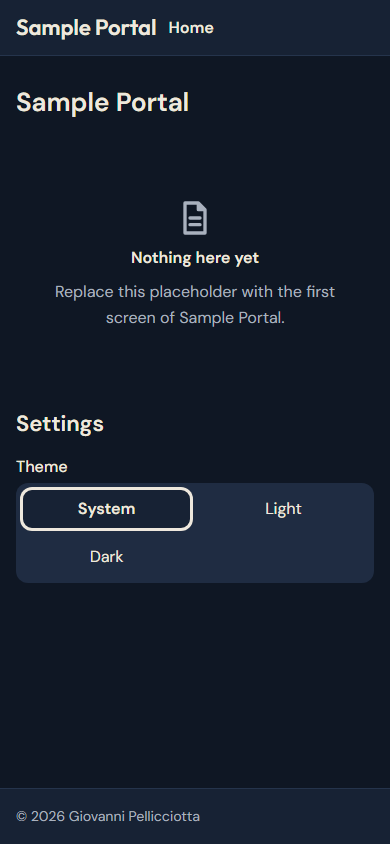 Sample Portal Home
Sample Portal
Nothing here yet
Replace this placeholder with the first
screen of Sample Portal.
Settings
Theme
System Light
Dark
© 2026 Giovanni Pellicciotta